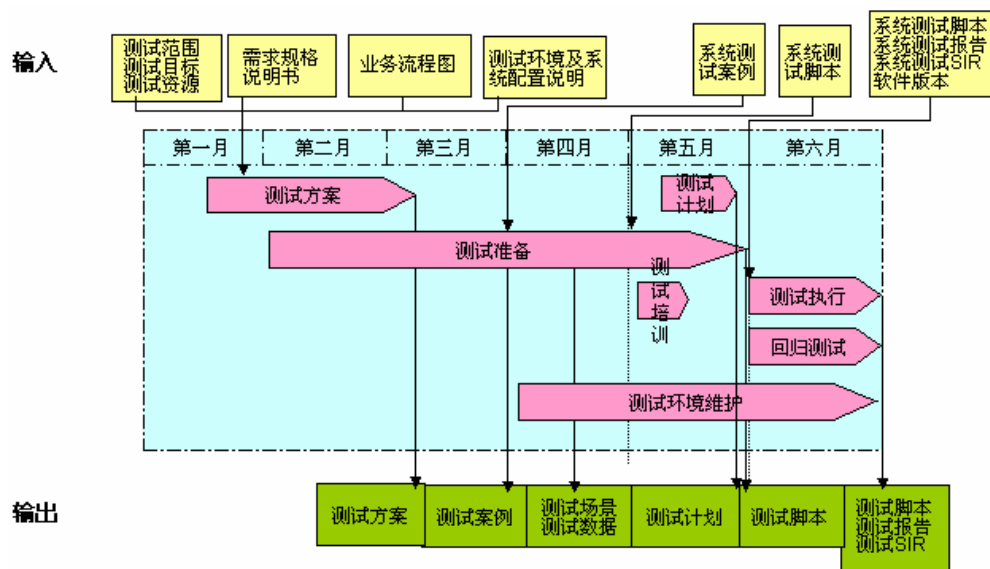 输入
测试范围
测试目标
测试资源
需求规格
说明书
业务流程图
测试环境及系
统配置说明
系统测
试案例
系统测
试脚本
系统测试脚本
系统测试报告
系统测试SIR
软件版本
第一月
第二月
第三月
第四月
第五月
第六月
测试方案
测试
计划
测试准备
测
试
培
训
测试执行
回归测试
测试环境维护
输出
测试方案
测试案例
测试场景
测试数据
测试计划
测试脚本
测试脚本
测试报告
测试SIR